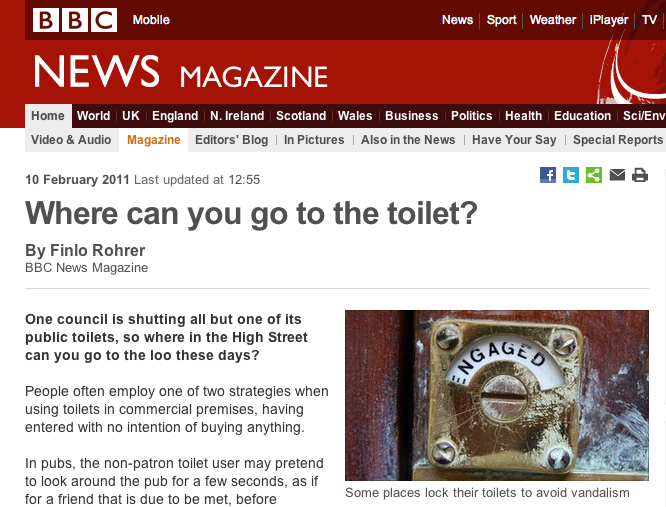 BBC Mobile News Sport Weather iPlayer TV
NEWS MAGAZINE
Home World UK England N. Ireland Scotland Wales Business Politics Health Education Sci/Env
Video & Audio Magazine Editors' Blog In Pictures Also in the News Have Your Say Special Reports
10 February 2011 Last updated at 12:55
Where can you go to the toilet?
By Finlo Rohrer
BBC News Magazine
One council is shutting all but one of its
public toilets, so where in the High Street
can you go to the loo these days?
People often employ one of two strategies when
using toilets in commercial premises, having
entered with no intention of buying anything.
In pubs, the non-patron toilet user may pretend
to look around the pub for a few seconds, as if
for a friend that is due to be met, before
ENGAGED
Some places lock their toilets to avoid vandalism